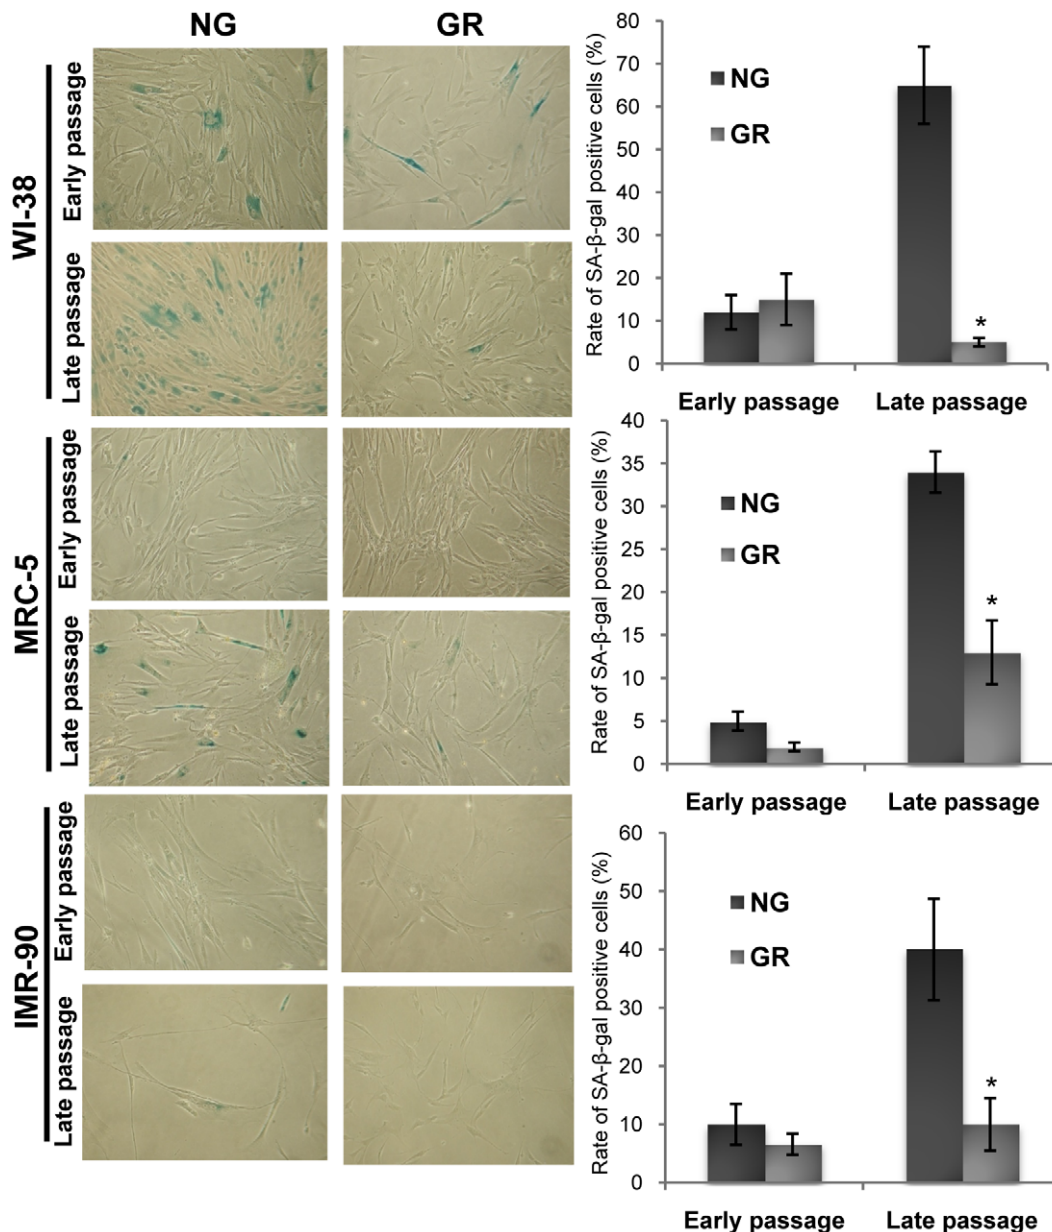 NG
GR
WI-38
Early passage
Late passage
MRC-5
Early passage
Late passage
IMR-90
Early passage
Late passage
Rate of SA-β-gal positive cells (%)
80
70
60
50
40
30
20
10
0
NG
GR
*
Early passage
Late passage
Rate of SA-β-gal positive cells (%)
40
35
30
25
20
15
10
5
0
NG
GR
*
Early passage
Late passage
Rate of SA-β-gal positive cells (%)
60
50
40
30
20
10
0
NG
GR
*
Early passage
Late passage